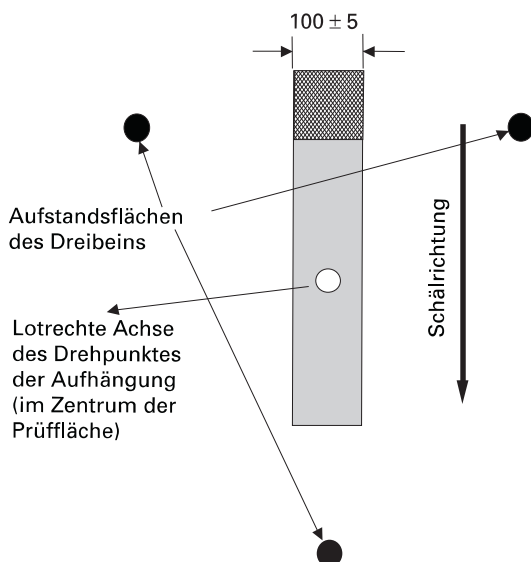 100 ± 5
Aufstandsflächen
des Dreibeins
Lotrechte Achse
des Drehpunktes
der Aufhängung
(im Zentrum der
Prüffläche)
Schälrichtung